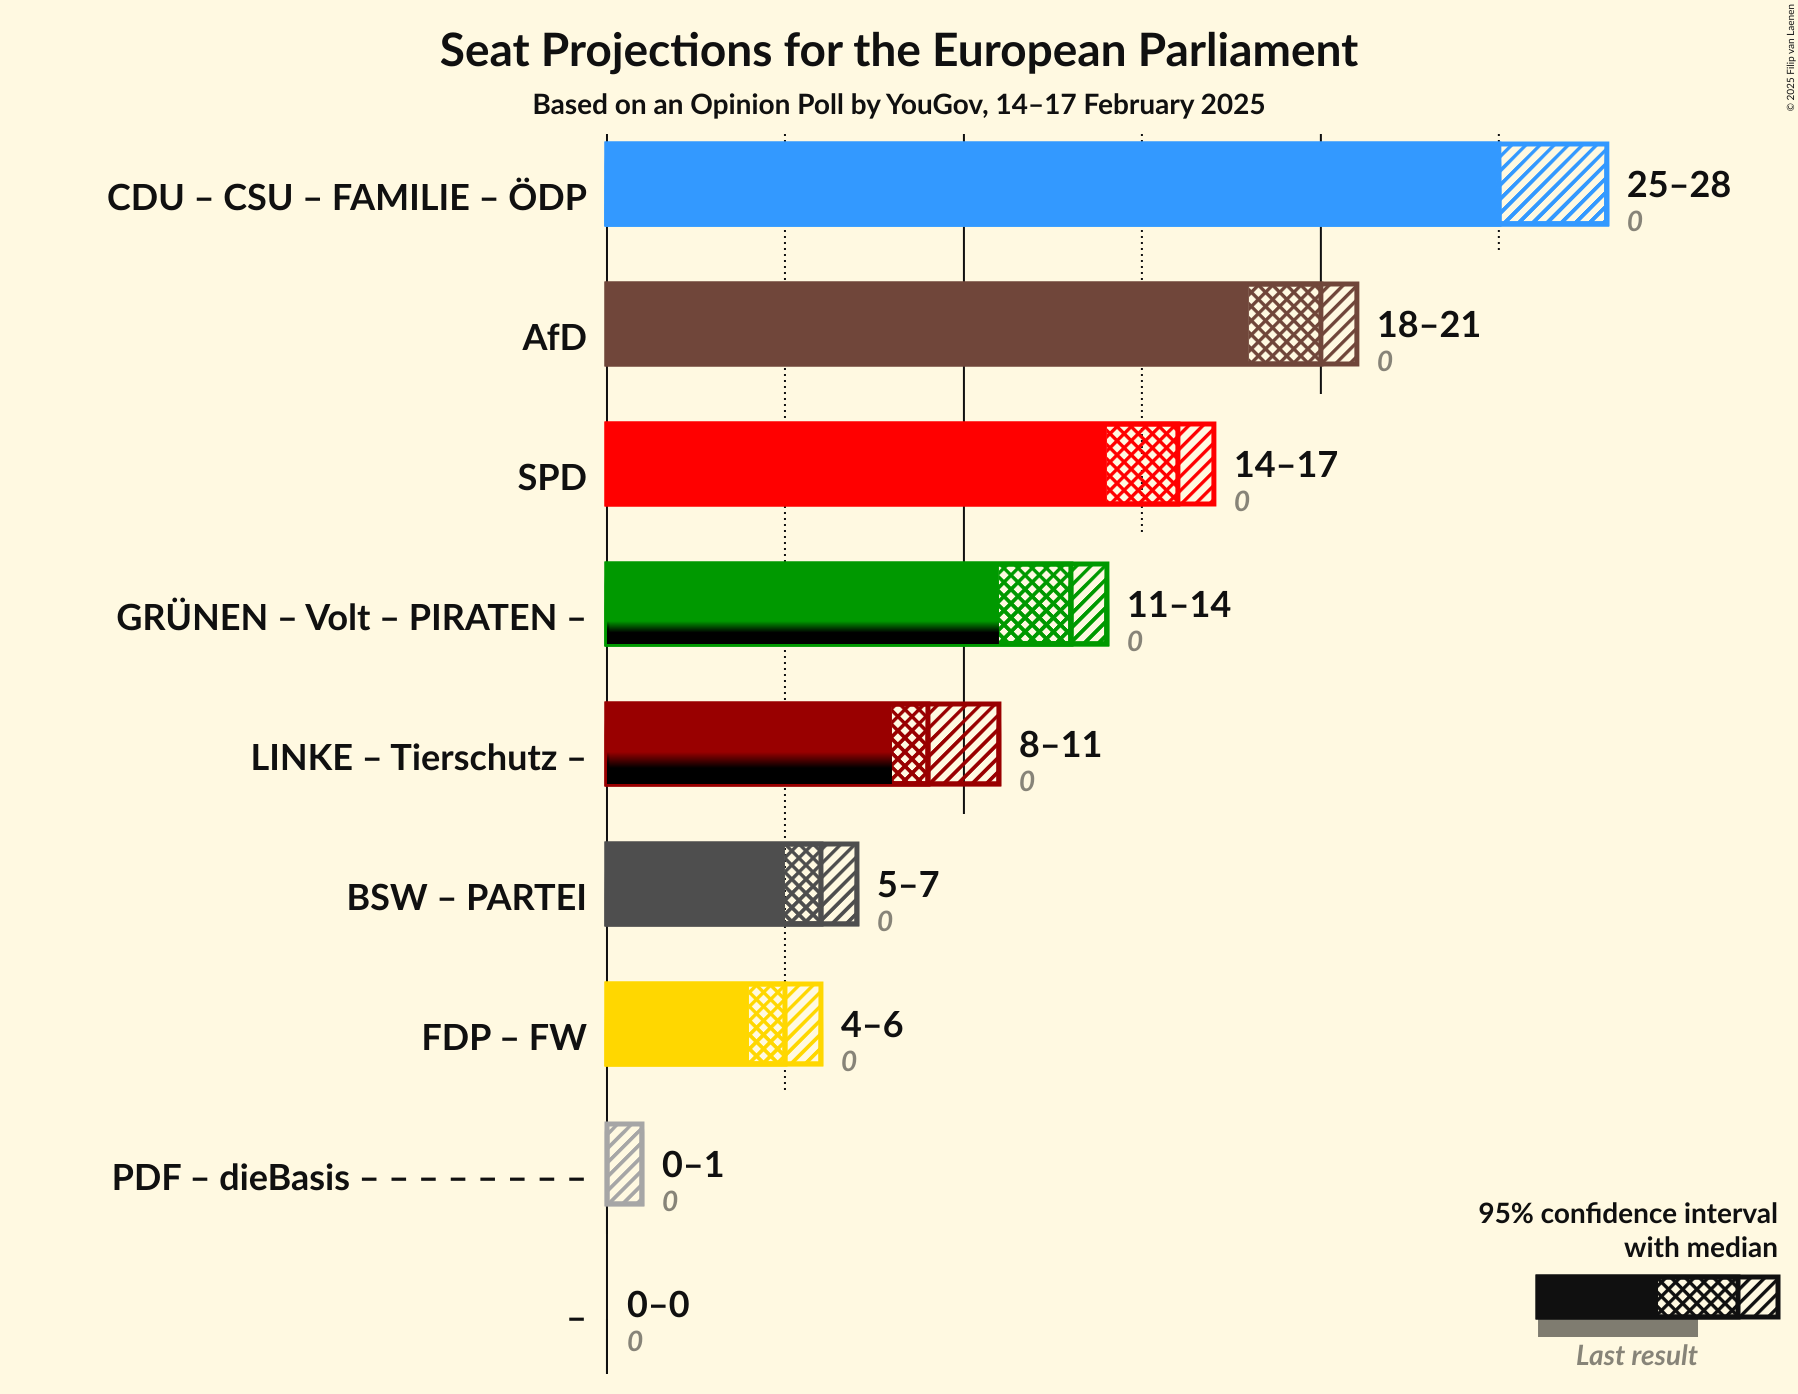 Seat Projections for the European Parliament
Based on an Opinion Poll by YouGov, 14–17 February 2025
© 2025 Filip van Laenen
CDU – CSU – FAMILIE – ÖDP
25–28
0
AfD
18–21
0
SPD
14–17
0
GRÜNEN – Volt – PIRATEN –
11–14
0
LINKE – Tierschutz –
8–11
0
BSW – PARTEI
5–7
0
FDP – FW
4–6
0
PDF – dieBasis – – – – – – – –
0–1
0
–
0–0
0
95% confidence interval
with median
Last result